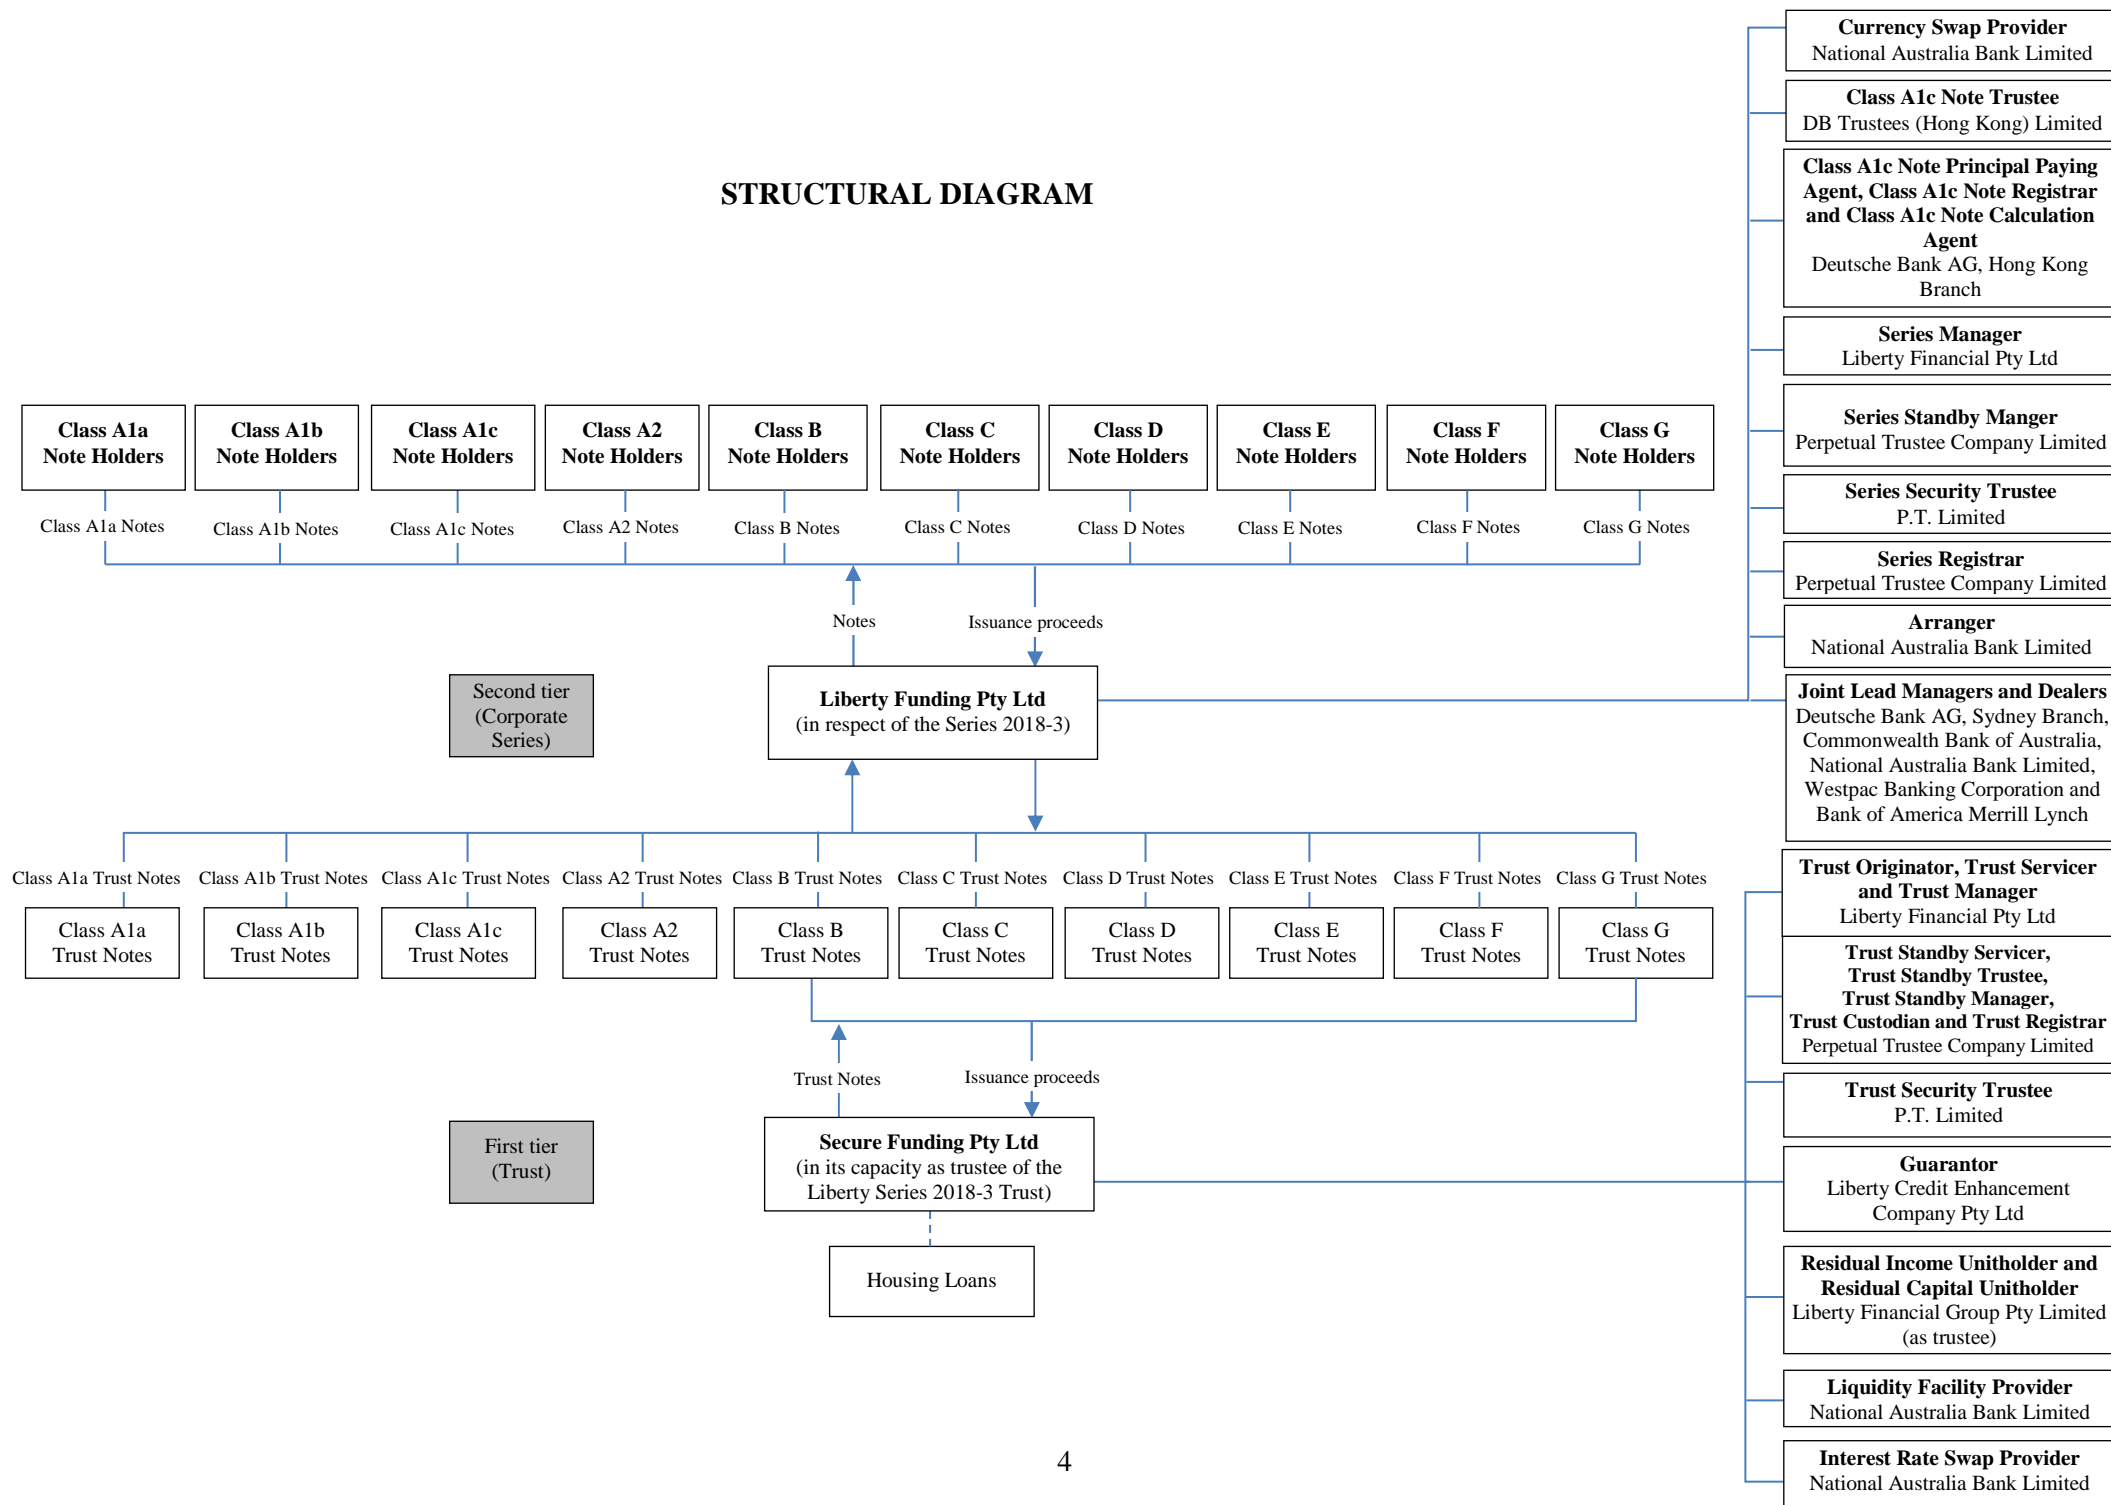 STRUCTURAL DIAGRAM
Class A1a
Note Holders
Class A1b
Note Holders
Class A1c
Note Holders
Class A2
Note Holders
Class B
Note Holders
Class C
Note Holders
Class D
Note Holders
Class E
Note Holders
Class F
Note Holders
Class G
Note Holders
Class A1a Notes
Class A1b Notes
Class A1c Notes
Class A2 Notes
Class B Notes
Class C Notes
Class D Notes
Class E Notes
Class F Notes
Class G Notes
Notes
Issuance proceeds
Second tier
(Corporate
Series)
Liberty Funding Pty Ltd
(in respect of the Series 2018-3)
Class A1a Trust Notes
Class A1b Trust Notes
Class A1c Trust Notes
Class A2 Trust Notes
Class B Trust Notes
Class C Trust Notes
Class D Trust Notes
Class E Trust Notes
Class F Trust Notes
Class G Trust Notes
Class A1a
Trust Notes
Class A1b
Trust Notes
Class A1c
Trust Notes
Class A2
Trust Notes
Class B
Trust Notes
Class C
Trust Notes
Class D
Trust Notes
Class E
Trust Notes
Class F
Trust Notes
Class G
Trust Notes
Trust Notes
Issuance proceeds
First tier
(Trust)
Secure Funding Pty Ltd
(in its capacity as trustee of the
Liberty Series 2018-3 Trust)
Housing Loans
Currency Swap Provider
National Australia Bank Limited
Class A1c Note Trustee
DB Trustees (Hong Kong) Limited
Class A1c Note Principal Paying
Agent, Class A1c Note Registrar
and Class A1c Note Calculation
Agent
Deutsche Bank AG, Hong Kong
Branch
Series Manager
Liberty Financial Pty Ltd
Series Standby Manger
Perpetual Trustee Company Limited
Series Security Trustee
P.T. Limited
Series Registrar
Perpetual Trustee Company Limited
Arranger
National Australia Bank Limited
Joint Lead Managers and Dealers
Deutsche Bank AG, Sydney Branch,
Commonwealth Bank of Australia,
National Australia Bank Limited,
Westpac Banking Corporation and
Bank of America Merrill Lynch
Trust Originator, Trust Servicer
and Trust Manager
Liberty Financial Pty Ltd
Trust Standby Servicer,
Trust Standby Trustee,
Trust Standby Manager,
Trust Custodian and Trust Registrar
Perpetual Trustee Company Limited
Trust Security Trustee
P.T. Limited
Guarantor
Liberty Credit Enhancement
Company Pty Ltd
Residual Income Unitholder and
Residual Capital Unitholder
Liberty Financial Group Pty Limited
(as trustee)
Liquidity Facility Provider
National Australia Bank Limited
Interest Rate Swap Provider
National Australia Bank Limited
4